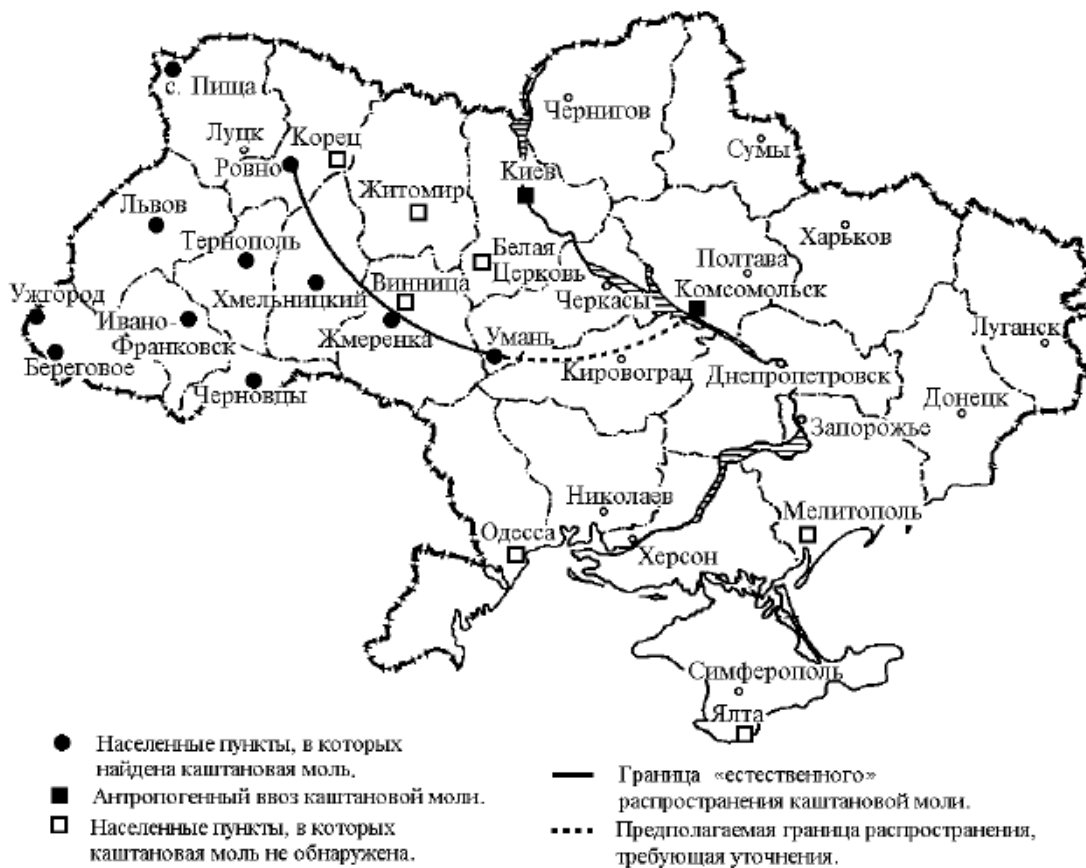 с. Пища
Чернигов
Луцк
Корец
Сумы
Ровно
Киев
Житомир
Львов
Харьков
Тернополь
Белая
Церковь
Полтава
Винница
Хмельницкий
Черкасы
Комсомольск
Ужгород
Ивано-
Франковск
Жмеренка
Умань
Луганск
Береговое
Кировоград
Днепропетровск
Черновцы
Донецк
Запорожье
Николаев
Мелитополь
Одесса
Херсон
Симферополь
Ялта
Населенные пункты, в которых
найдена каштановая моль.
Антропогенный ввоз каштановой моли.
Населенные пункты, в которых
каштановая моль не обнаружена.
Граница «естественного»
распространения каштановой моли.
Предполагаемая граница распространения,
требующая уточнения.